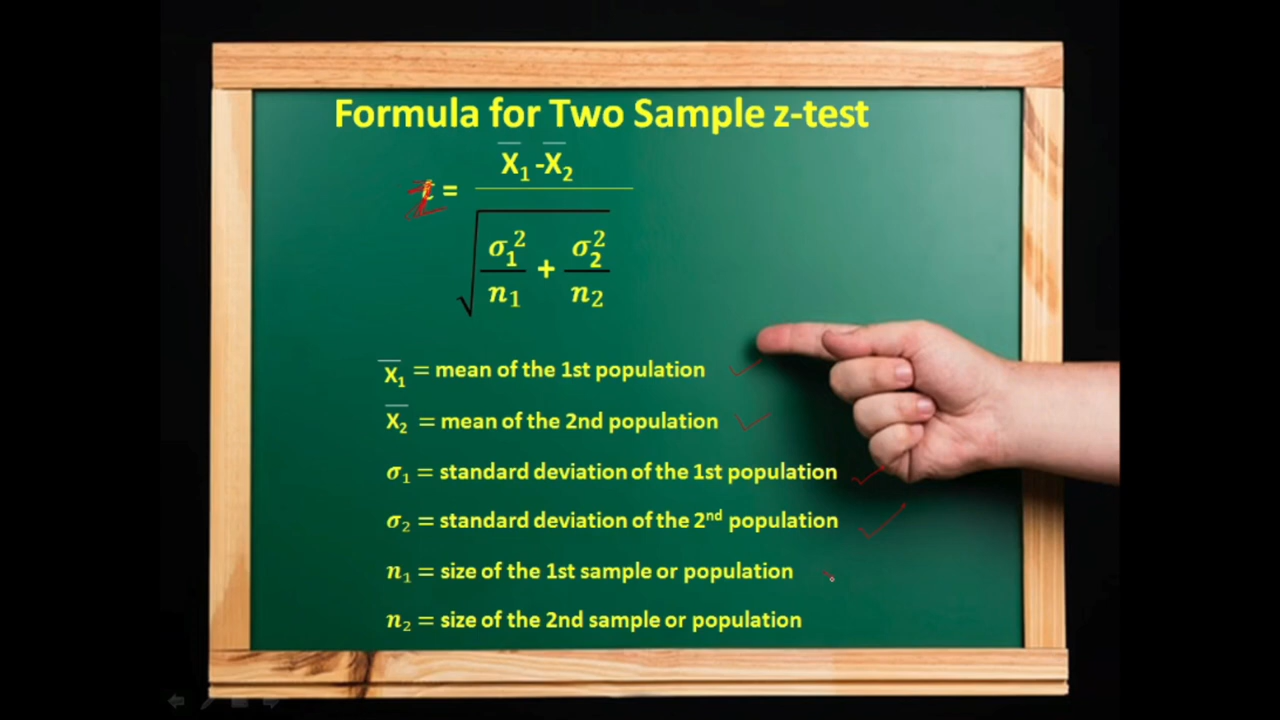 Formula for Two Sample z-test
z = (X̅₁ - X̅₂) / √(σ₁²/n₁ + σ₂²/n₂)
X̅₁ = mean of the 1st population
X̅₂ = mean of the 2nd population
σ₁ = standard deviation of the 1st population
σ₂ = standard deviation of the 2ⁿᵈ population
n₁ = size of the 1st sample or population
n₂ = size of the 2nd sample or population